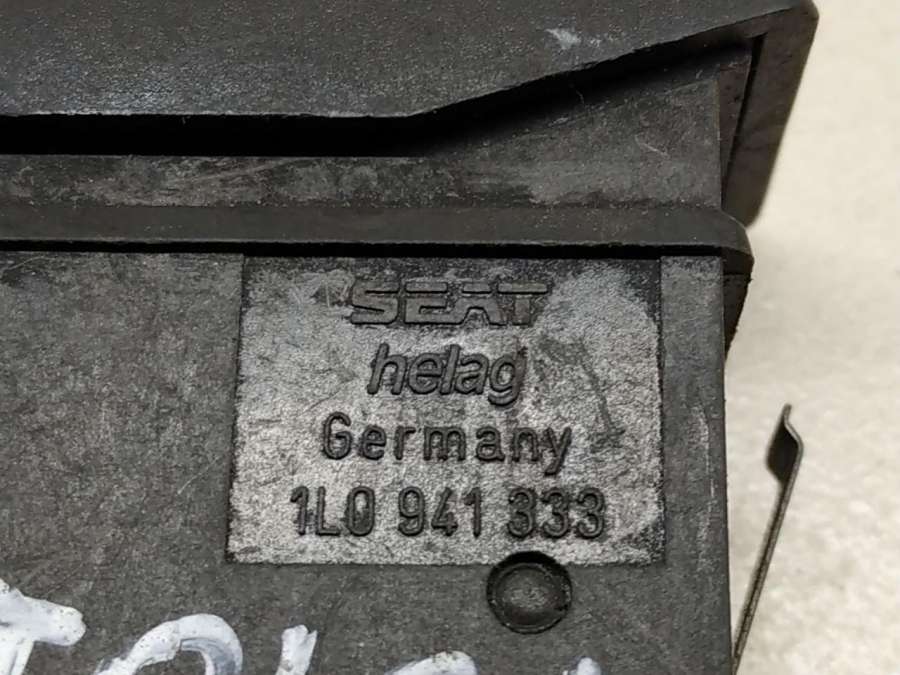 SEAT
helag
Germany
1L0 941 333